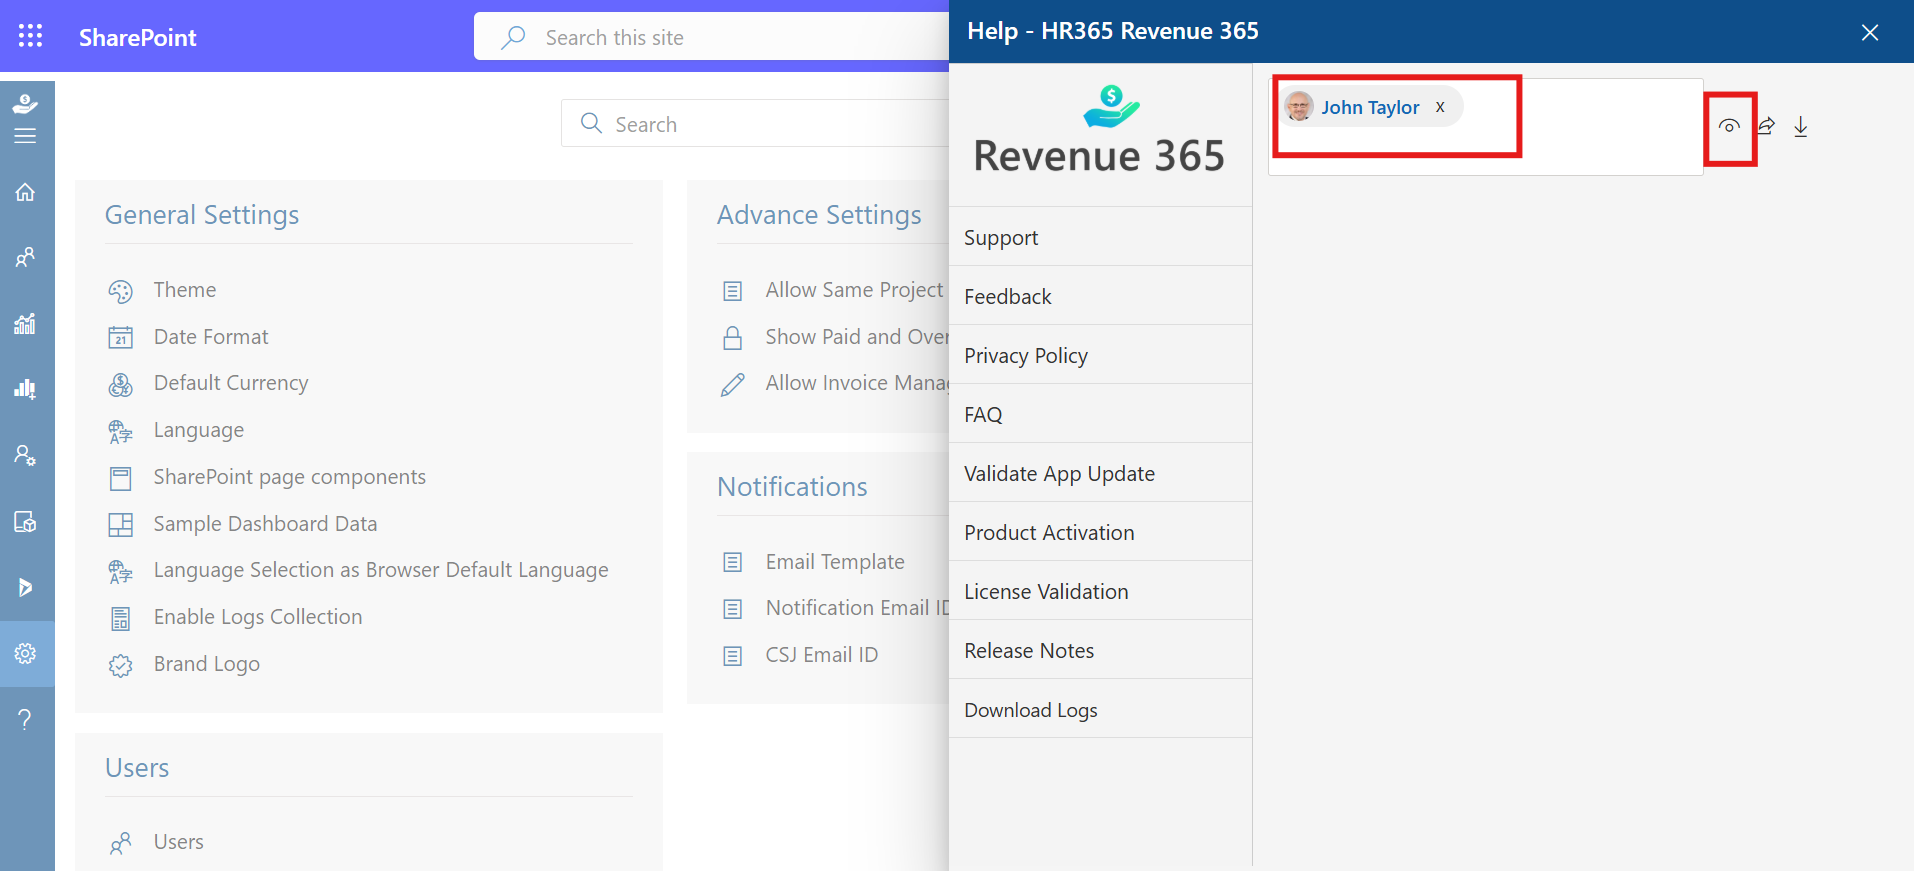 SharePoint
Search this site
Search
General Settings
Theme
21
Date Format
Default Currency
Language
SharePoint page components
Sample Dashboard Data
Language Selection as Browser Default Language
Enable Logs Collection
Brand Logo
Users
Users
Advance Settings
Allow Same Project
Show Paid and Over
Allow Invoice Manag
Notifications
Email Template
Notification Email ID
CSJ Email ID
Help - HR365 Revenue 365
Revenue 365
Support
Feedback
Privacy Policy
FAQ
Validate App Update
Product Activation
License Validation
Release Notes
Download Logs
John Taylor x